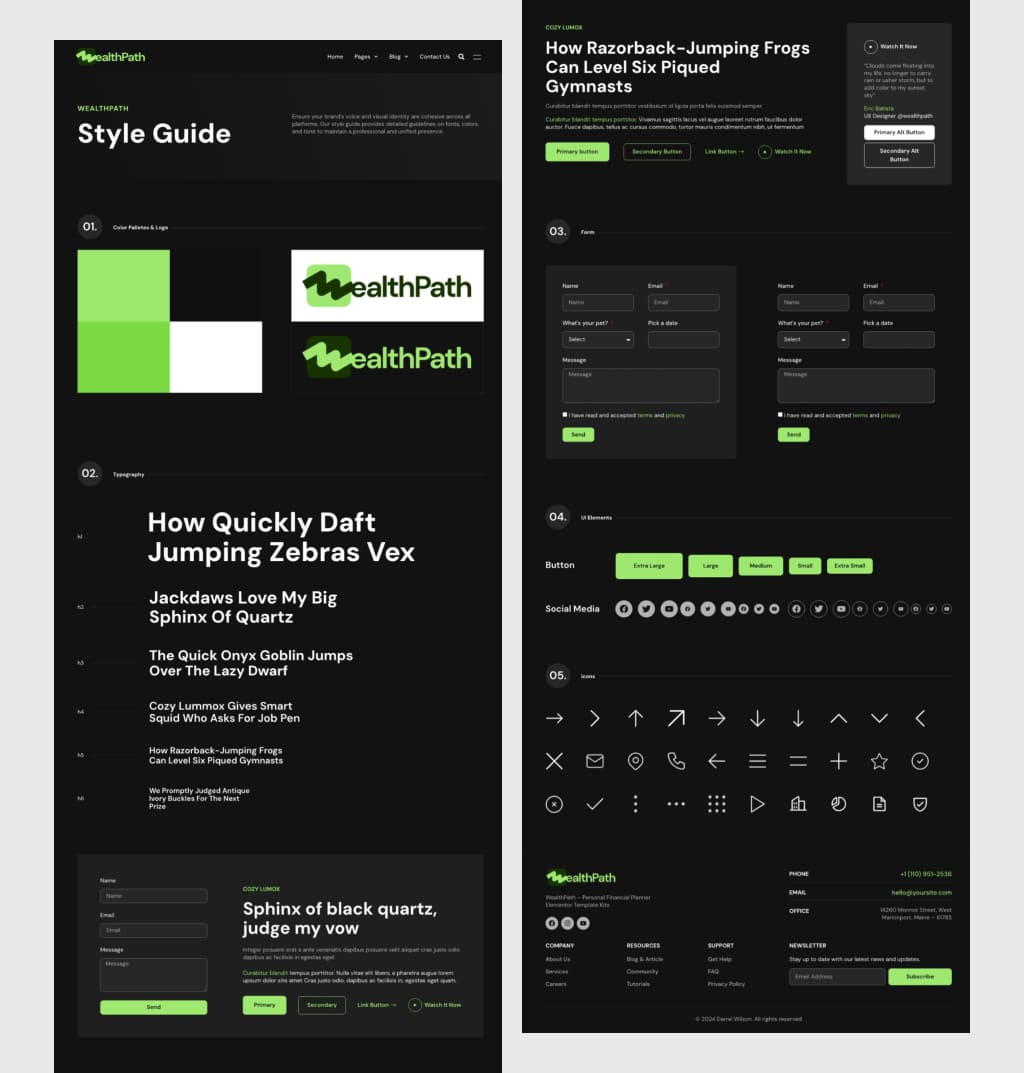 WealthPath
Home Pages Blog Contact Us
WEALTHPATH
Style Guide
Ensure your brand's voice and visual identity are cohesive across all
platforms. Our style guide provides detailed guidelines on fonts, colors,
and tone to maintain a professional and unified presence.
01.
Color Palletes & Logo
WealthPath
WealthPath
02.
Typography
h1
How Quickly Daft
Jumping Zebras Vex
h2
Jackdaws Love My Big
Sphinx Of Quartz
h3
The Quick Onyx Goblin Jumps
Over The Lazy Dwarf
h4
Cozy Lummox Gives Smart
Squid Who Asks For Job Pen
h5
How Razorback-Jumping Frogs
Can Level Six Piqued Gymnasts
h6
We Promptly Judged Antique
Ivory Buckles For The Next
Prize
Name
Name
Email
Email
Message
Message
Send
COZY LUMOX
Sphinx of black quartz,
judge my vow
Integer posuere erat a ante venenatis dapibus posuere velit aliquet cras justo odio
dapibus ac facilisis in egestas eget
Curabitur blandit tempus porttitor. Nulla vitae elit libero, a pharetra augue lorem
upsum dolor site amet Cras justo odio, dapibus ac facilisis in, egestas eget quam.
Primary Secondary Link Button → Watch It Now
COZY LUMOX
How Razorback-Jumping Frogs
Can Level Six Piqued
Gymnasts
Curabitur blandit tempus porttitor vestibulum id ligula porta felis euismod semper
Curabitur blandit tempus porttitor. Vivamus sagittis lacus vel augue laoreet rutrum faucibus dolor
auctor. Fusce dapibus, tellus ac cursus commodo, tortor mauris condimentum nibh, ut fermentum
Primary button Secondary Button Link Button → Watch It Now
Watch It Now
"Clouds come floating into
my life, no longer to carry
rain or usher storm, but to
add color to my sunset
sky"
Eric Batista
UX Designer @wealthpath
Primary Alt Button
Secondary Alt
Button
03.
Form
Name Email *
Name Email
What's your pet? * Pick a date
Select
Message
Message
I have read and accepted terms and privacy
Send
Name Email *
Name Email
What's your pet? * Pick a date
Select
Message
Message
I have read and accepted terms and privacy
Send
04.
UI Elements
Button
Extra Large Large Medium Small Extra Small
Social Media
05.
Icons
WealthPath
WealthPath – Personal Financial Planner
Elementor Template Kits
PHONE +1 (110) 951-2536
EMAIL hello@yoursite.com
OFFICE 14260 Monroe Street, West
Marionport, Maine – 61785
COMPANY
About Us
Services
Careers
RESOURCES
Blog & Article
Community
Tutorials
SUPPORT
Get Help
FAQ
Privacy Policy
NEWSLETTER
Stay up to date with our latest news and updates.
Email Address Subscribe
© 2024 Darrel Wilson. All rights reserved